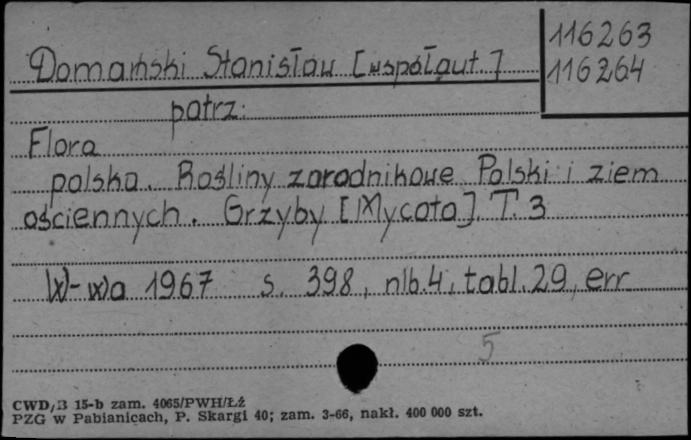 116263
Domański Stanisław [współaut.]
116264
patrz:
Flora
polska. Rośliny zarodnikowe Polski i ziem
ościennych. Grzyby [Mycota]. T. 3
W-wa 1967 s. 398, nlb. 4, tabl. 29, err
5
CWD/B 15-b zam. 4065/PWH/Łź
PZG w Pabianicach, P. Skargi 40; zam. 3-66, nakł. 400 000 szt.